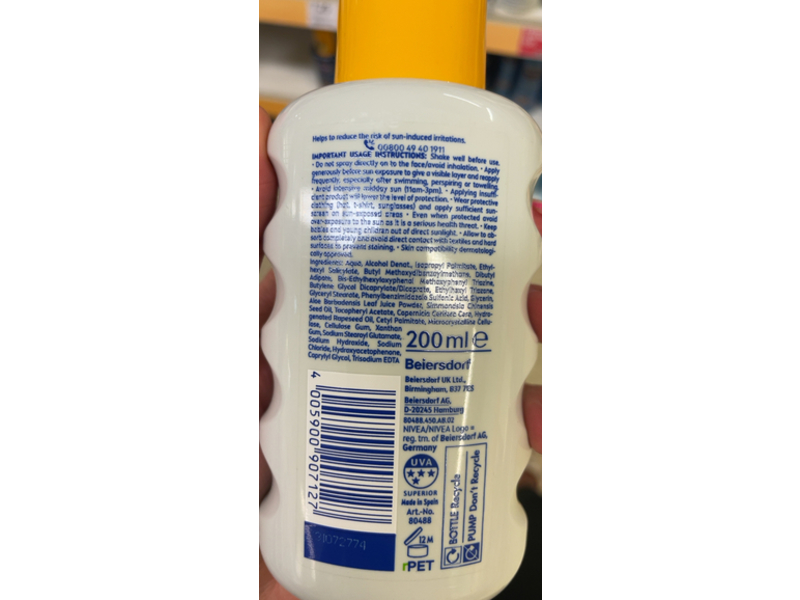 Helps to reduce the risk of sun-induced irritations.
00800 49 40 1911
IMPORTANT USAGE INSTRUCTIONS: Shake well before use.
• Do not spray directly on to the face/avoid inhalation. • Apply
generously before sun exposure to give a visible layer and reapply
frequently, especially after swimming, perspiring or towelling.
• Avoid intensive midday sun (11am-3pm). • Applying insuffi-
cient product will lower the level of protection. • Wear protective
clothing (hat, t-shirt, sunglasses) and apply sufficient sun-
screen on sun-exposed areas • Even when protected avoid
over-exposure to the sun as it is a serious health threat. • Keep
babies and young children out of direct sunlight. • Allow to ab-
sorb completely and avoid direct contact with textiles and hard
surfaces to prevent staining. • Skin compatibility dermatologi-
cally approved.
Ingredients: Aqua, Alcohol Denat., Isopropyl Palmitate, Ethyl-
hexyl Salicylate, Butyl Methoxydibenzoylmethane, Dibutyl
Adipate, Bis-Ethylhexyloxyphenol Methoxyphenyl Triazine,
Butylene Glycol Dicaprylate/Dicaprate, Ethylhexyl Triazone,
Glyceryl Stearate, Phenylbenzimidazole Sulfonic Acid, Glycerin,
Aloe Barbadensis Leaf Juice Powder, Simmondsia Chinensis
Seed Oil, Tocopheryl Acetate, Copernicia Cerifera Cera, Hydro-
genated Rapeseed Oil, Cetyl Palmitate, Microcrystalline Cellu-
lose, Cellulose Gum, Xanthan
Gum, Sodium Stearoyl Glutamate,
Sodium Hydroxide, Sodium
Chloride, Hydroxyacetophenone,
Caprylyl Glycol, Trisodium EDTA
200 ml e
Beiersdorf
Beiersdorf UK Ltd.,
Birmingham, B37 7YS
Beiersdorf AG,
D-20245 Hamburg
80488.450.AB.02
NIVEA/NIVEA Logo =
reg. tm. of Beiersdorf AG,
Germany
4 005900 907127
31072774
UVA
SUPERIOR
Made in Spain
Art.-No.
80488
12 M
rPET
BOTTLE Recycle
PUMP Don't Recycle